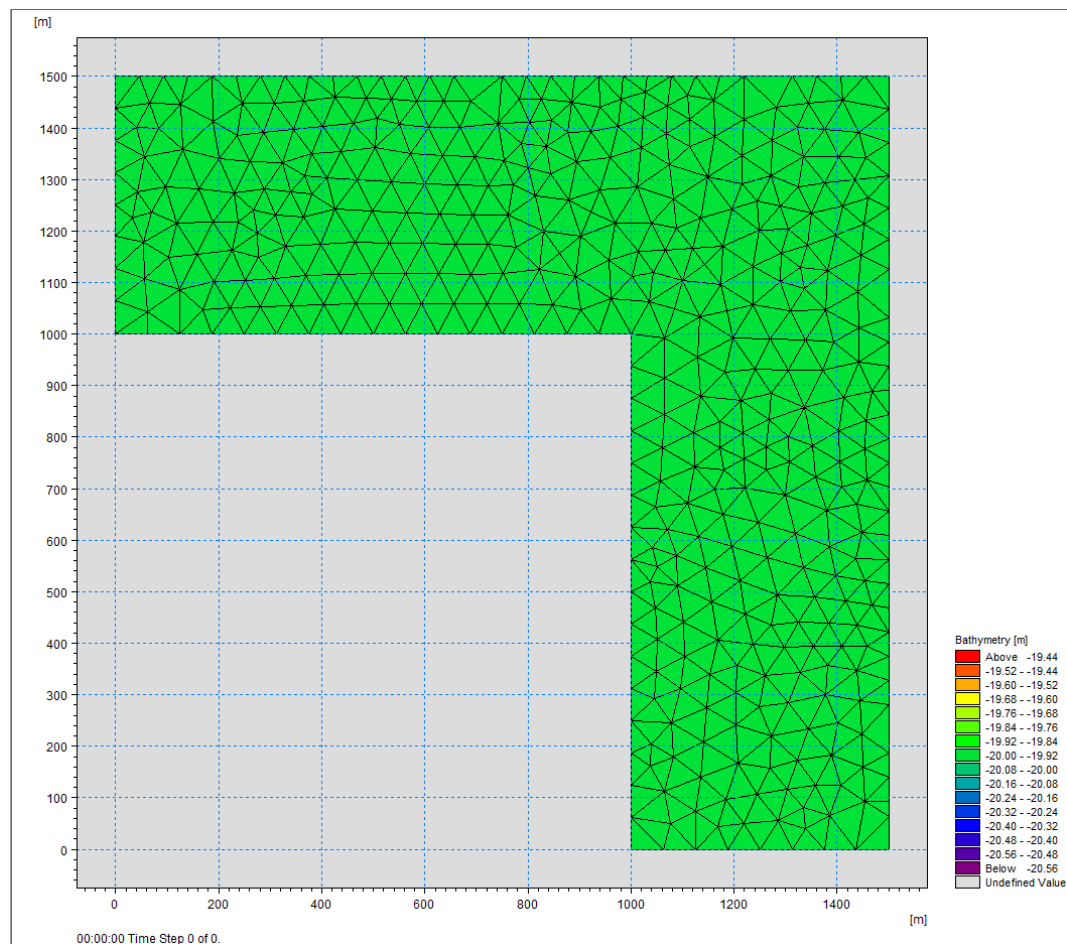 [m]
1500
1400
1300
1200
1100
1000
900
800
700
600
500
400
300
200
100
0
0 200 400 600 800 1000 1200 1400
[m]
00:00:00 Time Step 0 of 0.
Bathymetry [m]
Above -19.44
-19.52 - -19.44
-19.60 - -19.52
-19.68 - -19.60
-19.76 - -19.68
-19.84 - -19.76
-19.92 - -19.84
-20.00 - -19.92
-20.08 - -20.00
-20.16 - -20.08
-20.24 - -20.16
-20.32 - -20.24
-20.40 - -20.32
-20.48 - -20.40
-20.56 - -20.48
Below -20.56
Undefined Value